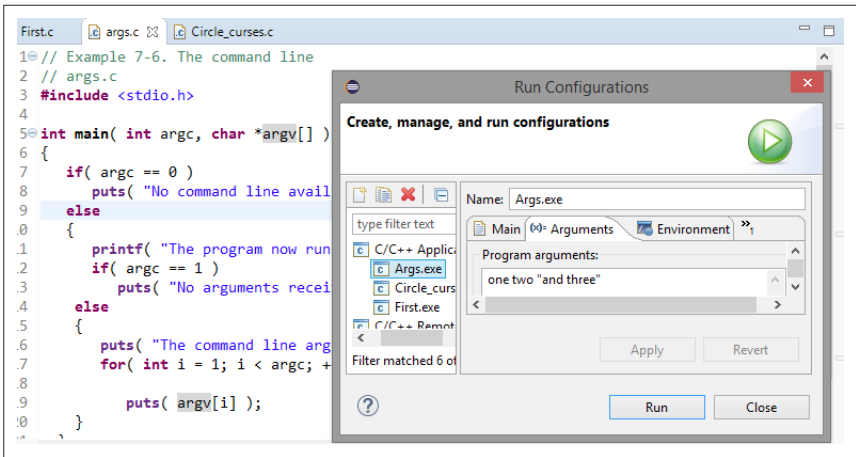 First.c args.c Circle_curses.c
1 // Example 7-6. The command line
2 // args.c
3 #include <stdio.h>
4
5 int main( int argc, char *argv[] )
6 {
7 if( argc == 0 )
8 puts( "No command line avail
9 else
.0 {
.1 printf( "The program now run
.2 if( argc == 1 )
.3 puts( "No arguments recei
.4 else
.5 {
.6 puts( "The command line arg
.7 for( int i = 1; i < argc; +
.8
.9 puts( argv[i] );
20 }
Run Configurations
Create, manage, and run configurations
type filter text
C/C++ Applica
Args.exe
Circle_curs
First.exe
C/C++ Remot
Filter matched 6 of
Name: Args.exe
Main (x)= Arguments Environment »1
Program arguments:
one two "and three"
Apply Revert
? Run Close